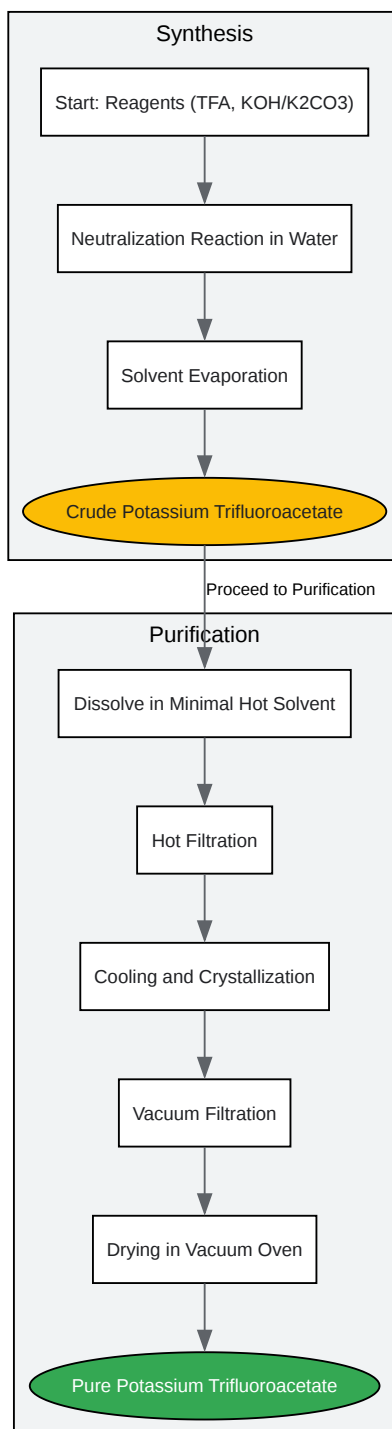 Synthesis
Start: Reagents (TFA, KOH/K2CO3)
Neutralization Reaction in Water
Solvent Evaporation
Crude Potassium Trifluoroacetate
Proceed to Purification
Purification
Dissolve in Minimal Hot Solvent
Hot Filtration
Cooling and Crystallization
Vacuum Filtration
Drying in Vacuum Oven
Pure Potassium Trifluoroacetate